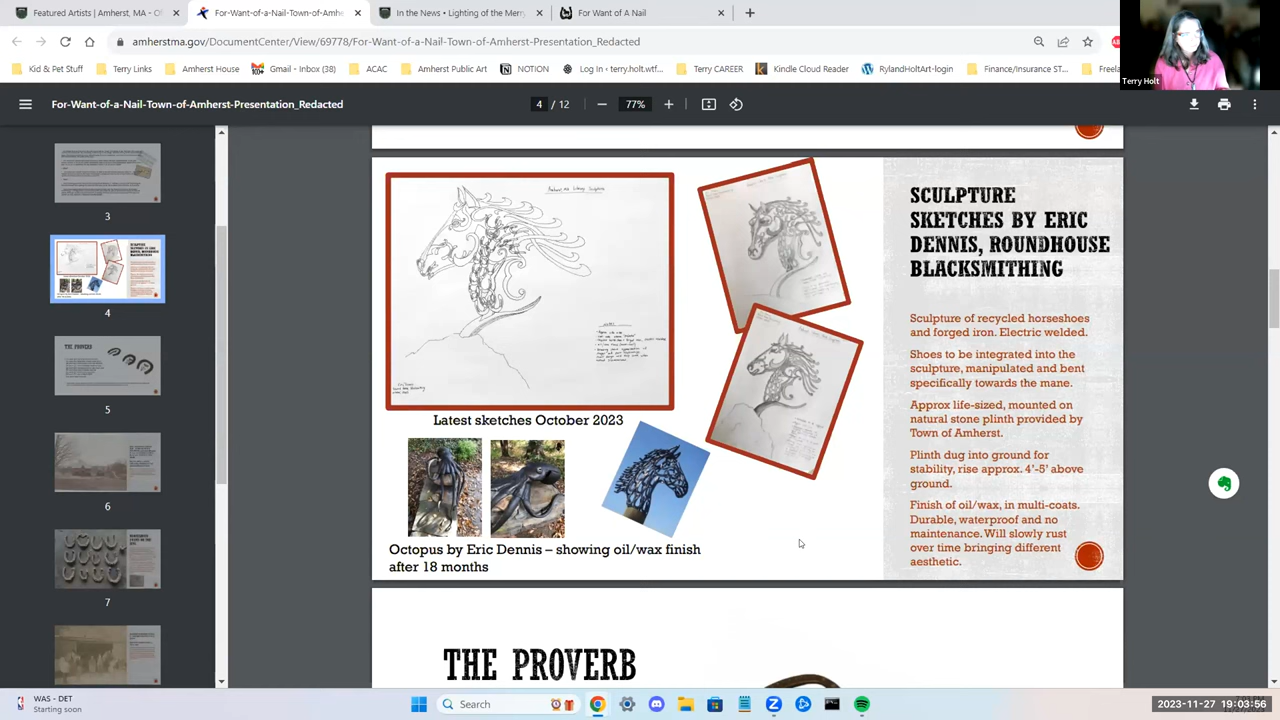 Featured Artists | Amherst, MA - O
For-Want-of-a-Nail-Town-of-Amhe
In the News • Lighting of the Merr
For Want of A Nail
amherstma.gov/DocumentCenter/View/69778/For-Want-of-a-Nail-Town-of-Amherst-Presentation_Redacted
Kid & Pet Stuff
Terry Links
Amherst House
Gmail - Inbox (38)
ACAC
Amherst Public Art
NOTION
Log In ‹ terry.holt.wtf...
Terry CAREER
Kindle Cloud Reader
RylandHoltArt-login
Finance/Insurance ST...
Terry Holt
For-Want-of-a-Nail-Town-of-Amherst-Presentation_Redacted
4 / 12
77%
3
4
THE PROVERB
5
6
7
SCULPTURE
SKETCHES BY ERIC
DENNIS, ROUNDHOUSE
BLACKSMITHING
Sculpture of recycled horseshoes
and forged iron. Electric welded.
Shoes to be integrated into the
sculpture, manipulated and bent
specifically towards the mane.
Approx life-sized, mounted on
natural stone plinth provided by
Town of Amherst.
Plinth dug into ground for
stability, rise approx. 4'-5' above
ground.
Finish of oil/wax, in multi-coats.
Durable, waterproof and no
maintenance. Will slowly rust
over time bringing different
aesthetic.
Latest sketches October 2023
Octopus by Eric Dennis – showing oil/wax finish
after 18 months
THE PROVERB
WAS - DET
Starting soon
Search
2023-11-27 19:03:56